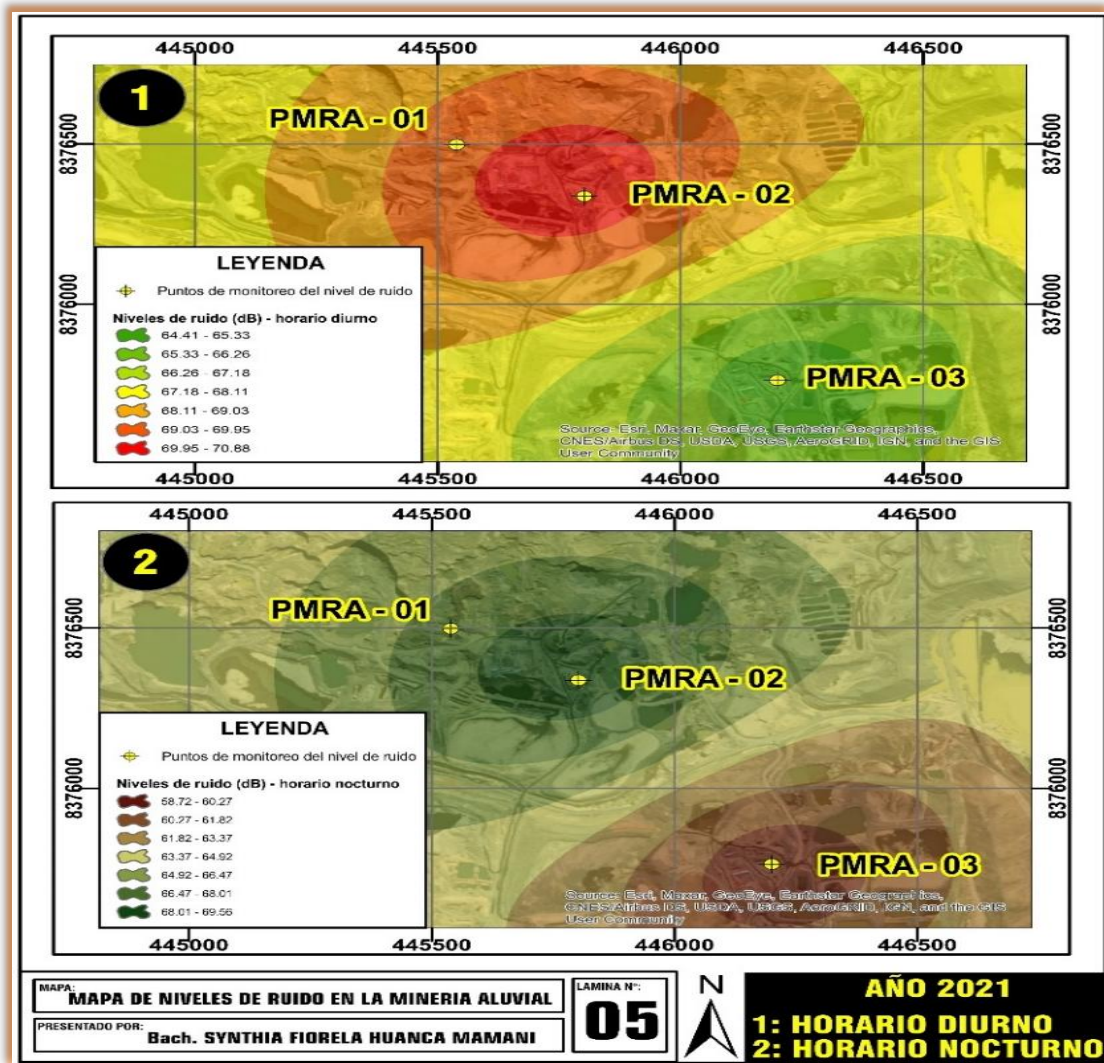 445000 445500 446000 446500
1
PMRA - 01
8376500
8376500
PMRA - 02
LEYENDA
Puntos de monitoreo del nivel de ruido
Niveles de ruido (dB) - horario diurno
64.41 - 65.33
65.33 - 66.26
66.26 - 67.18
67.18 - 68.11
68.11 - 69.03
69.03 - 69.95
69.95 - 70.88
8376000
8376000
PMRA - 03
Source: Esri, Maxar, GeoEye, Earthstar Geographics,
CNES/Airbus DS, USDA, USGS, AeroGRID, IGN, and the GIS
User Community
445000 445500 446000 446500
445000 445500 446000 446500
2
PMRA - 01
8376500
8376500
PMRA - 02
LEYENDA
Puntos de monitoreo del nivel de ruido
Niveles de ruido (dB) - horario nocturno
58.72 - 60.27
60.27 - 61.82
61.82 - 63.37
63.37 - 64.92
64.92 - 66.47
66.47 - 68.01
68.01 - 69.56
8376000
8376000
PMRA - 03
Source: Esri, Maxar, GeoEye, Earthstar Geographics,
CNES/Airbus DS, USDA, USGS, AeroGRID, IGN, and the GIS
User Community
445000 445500 446000 446500
MAPA:
MAPA DE NIVELES DE RUIDO EN LA MINERIA ALUVIAL
PRESENTADO POR:
Bach. SYNTHIA FIORELA HUANCA MAMANI
LAMINA N°:
05
N
AÑO 2021
1: HORARIO DIURNO
2: HORARIO NOCTURNO